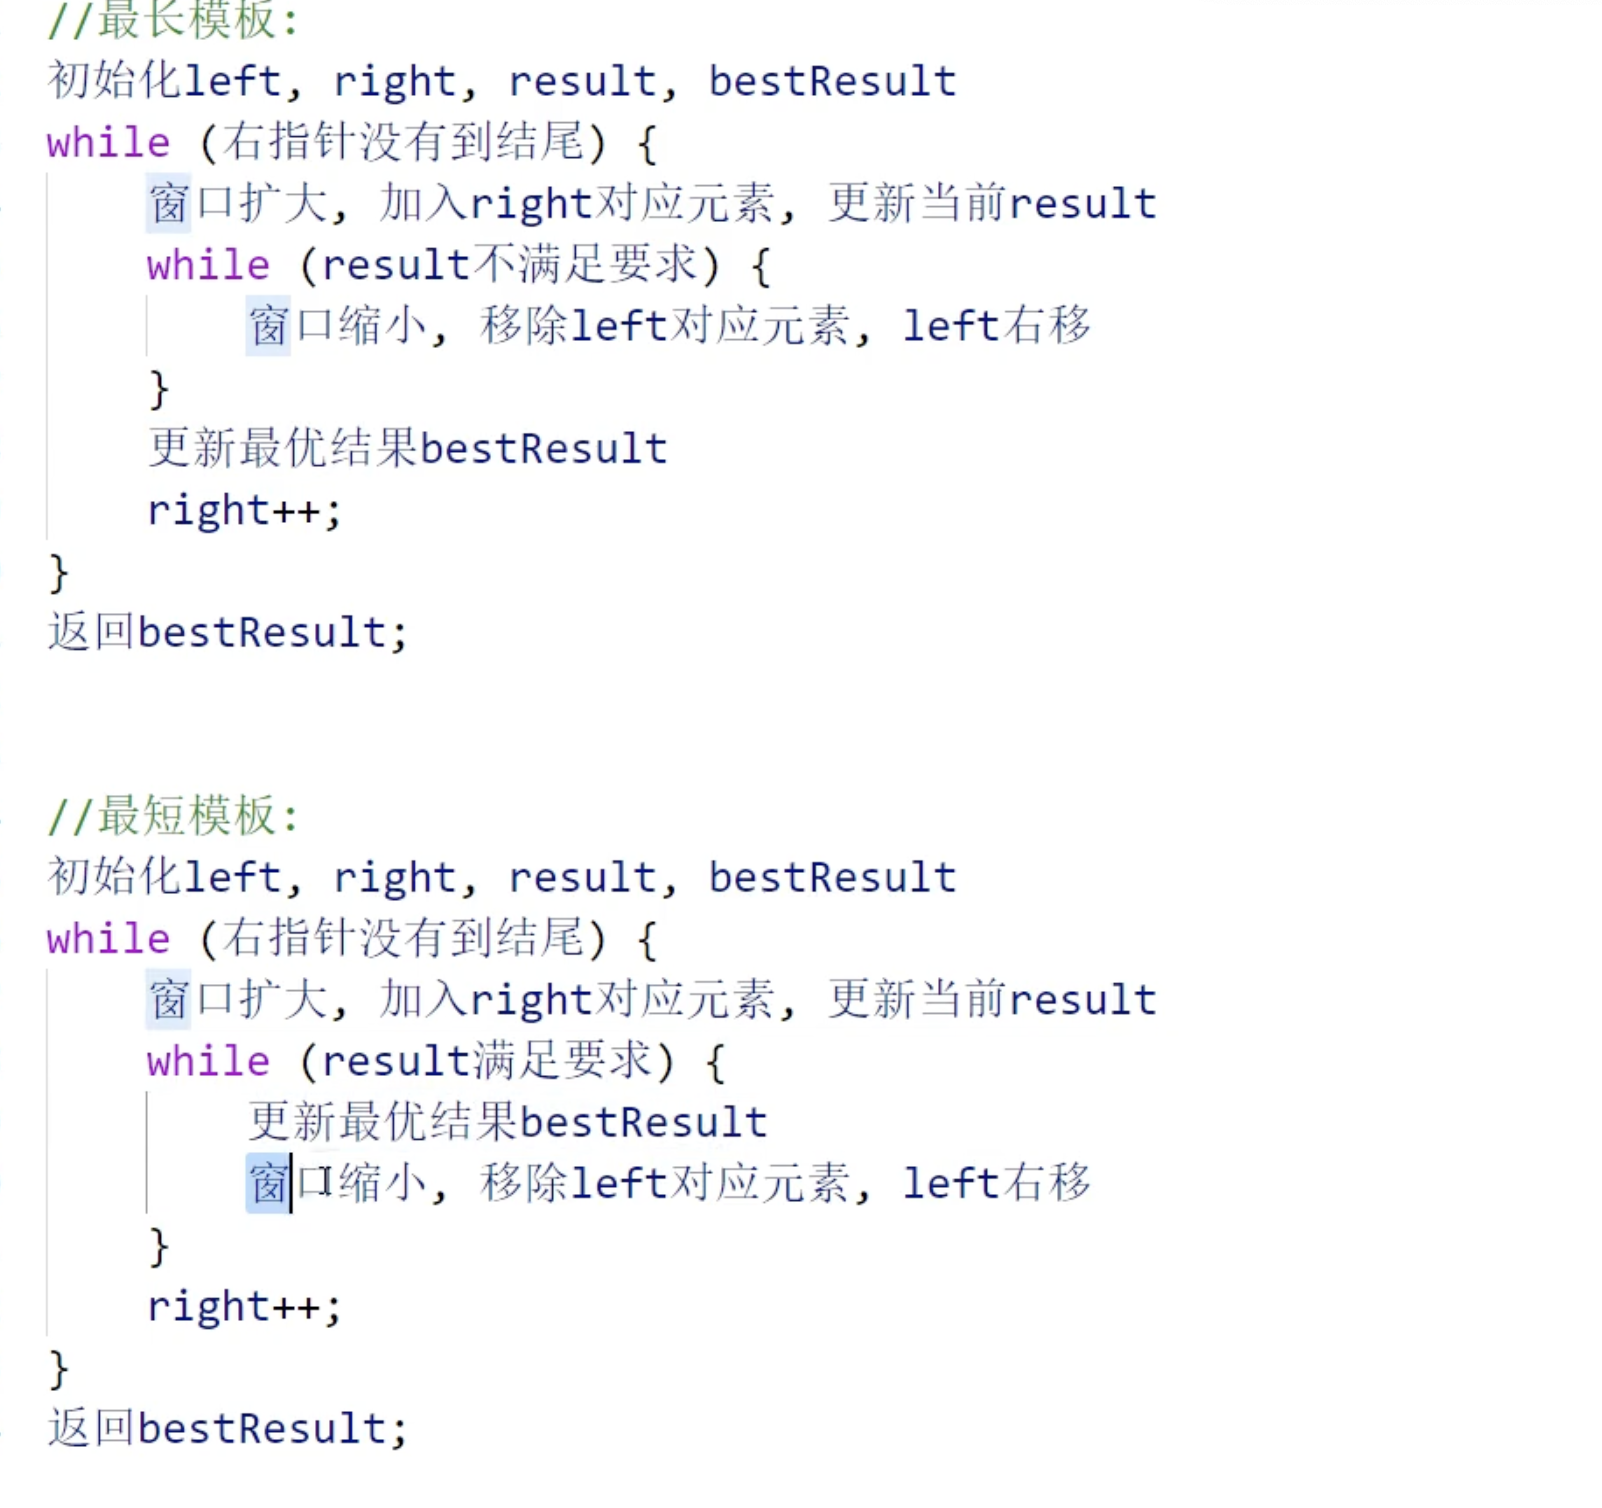 //最长模板:
初始化left, right, result, bestResult
while (右指针没有到结尾) {
窗口扩大, 加入right对应元素, 更新当前result
while (result不满足要求) {
窗口缩小, 移除left对应元素, left右移
}
更新最优结果bestResult
right++;
}
返回bestResult;
//最短模板:
初始化left, right, result, bestResult
while (右指针没有到结尾) {
窗口扩大, 加入right对应元素, 更新当前result
while (result满足要求) {
更新最优结果bestResult
窗口缩小, 移除left对应元素, left右移
}
right++;
}
返回bestResult;